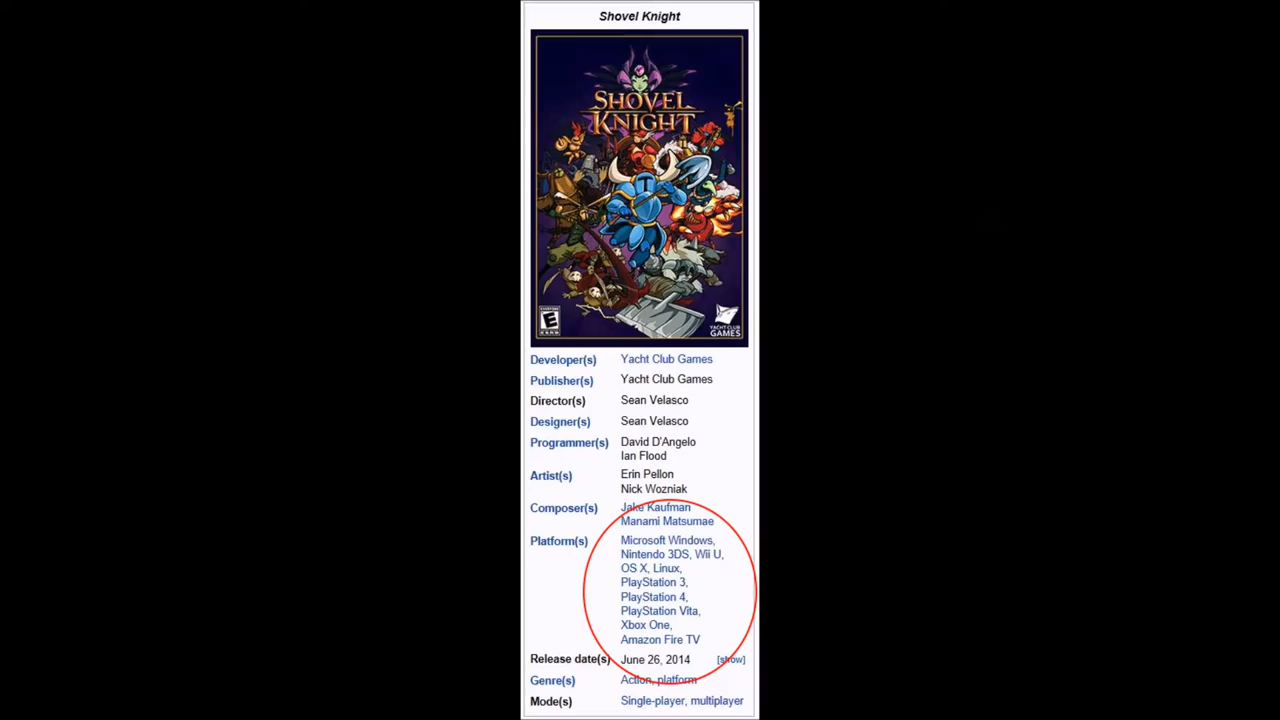 Shovel Knight
SHOVEL
KNIGHT
EVERYONE
E
YACHT CLUB
GAMES
Developer(s) Yacht Club Games
Publisher(s) Yacht Club Games
Director(s) Sean Velasco
Designer(s) Sean Velasco
Programmer(s) David D'Angelo
Ian Flood
Artist(s) Erin Pellon
Nick Wozniak
Composer(s) Jake Kaufman
Manami Matsumae
Platform(s) Microsoft Windows,
Nintendo 3DS, Wii U,
OS X, Linux,
PlayStation 3,
PlayStation 4,
PlayStation Vita,
Xbox One,
Amazon Fire TV
Release date(s) June 26, 2014 [show]
Genre(s) Action, platform
Mode(s) Single-player, multiplayer